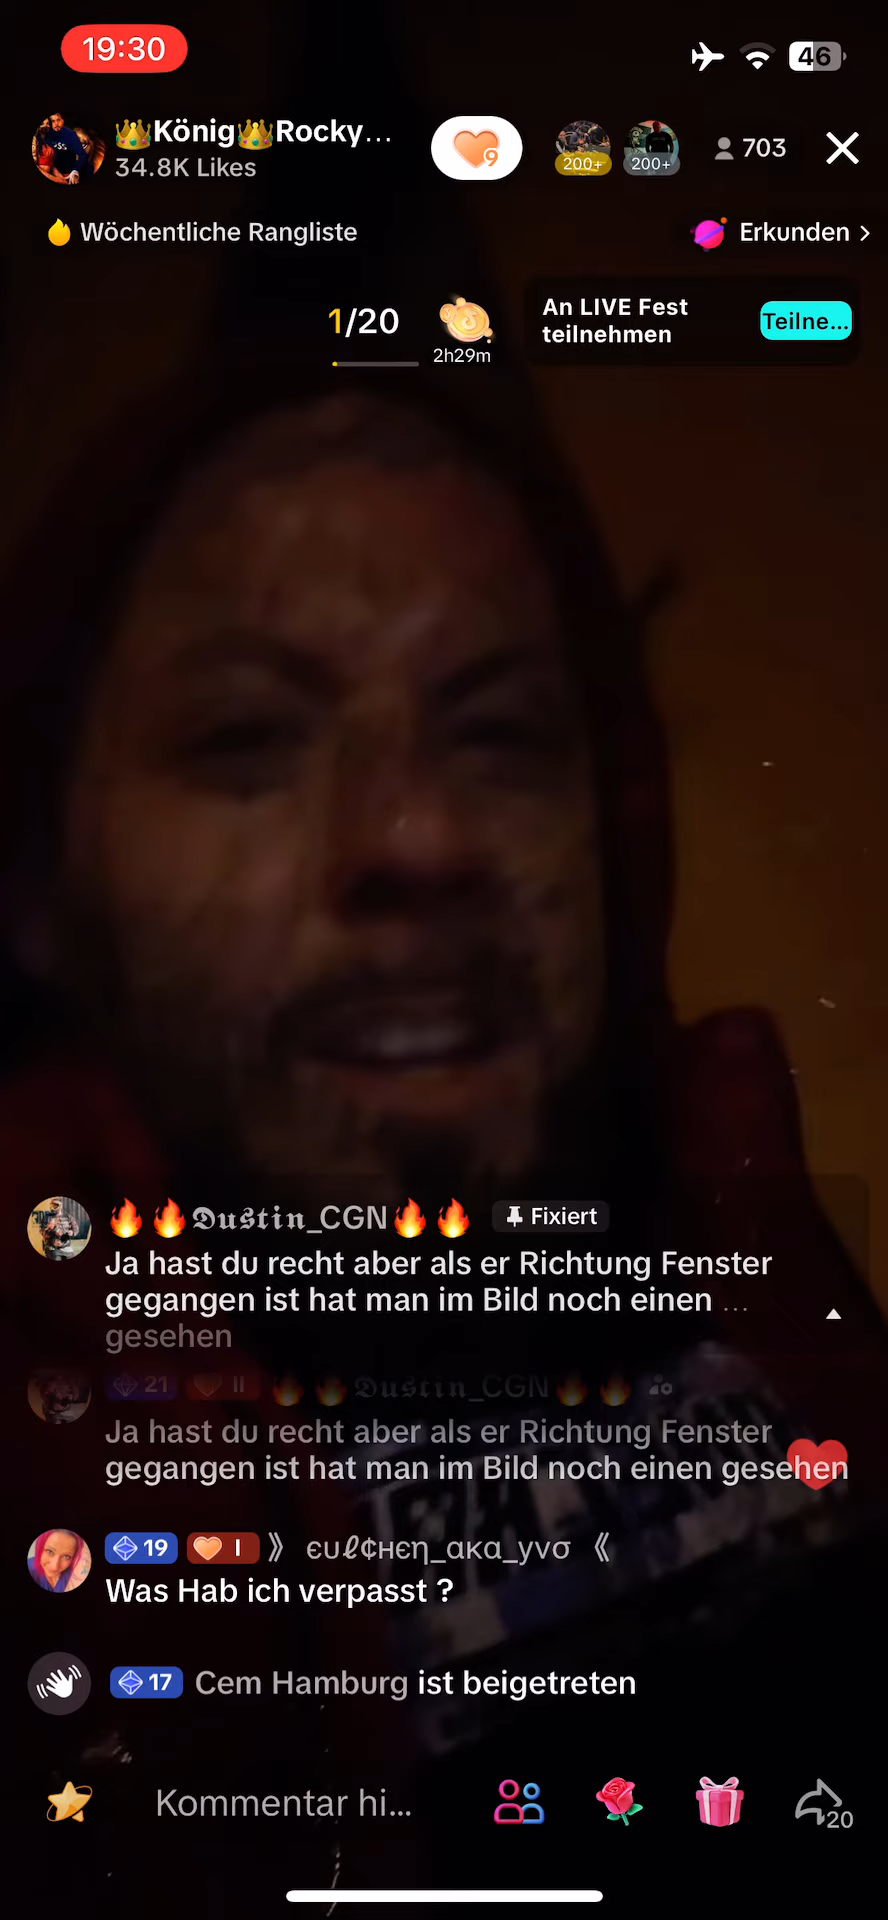 19:30
46
👑König👑Rocky...
34.8K Likes
9
200+
200+
703
Wöchentliche Rangliste
Erkunden >
1/20
2h29m
An LIVE Fest
teilnehmen
Teilne...
🔥🔥𝕯𝖚𝖘𝖙𝖎𝖓_CGN🔥🔥 Fixiert
Ja hast du recht aber als er Richtung Fenster
gegangen ist hat man im Bild noch einen ...
gesehen
21 II 🔥🔥𝕯𝖚𝖘𝖙𝖎𝖓_CGN🔥🔥
Ja hast du recht aber als er Richtung Fenster
gegangen ist hat man im Bild noch einen gesehen
19 I 》 єυℓ¢нєη_αкα_уνσ 《
Was Hab ich verpasst ?
17 Cem Hamburg ist beigetreten
Kommentar hi...
20